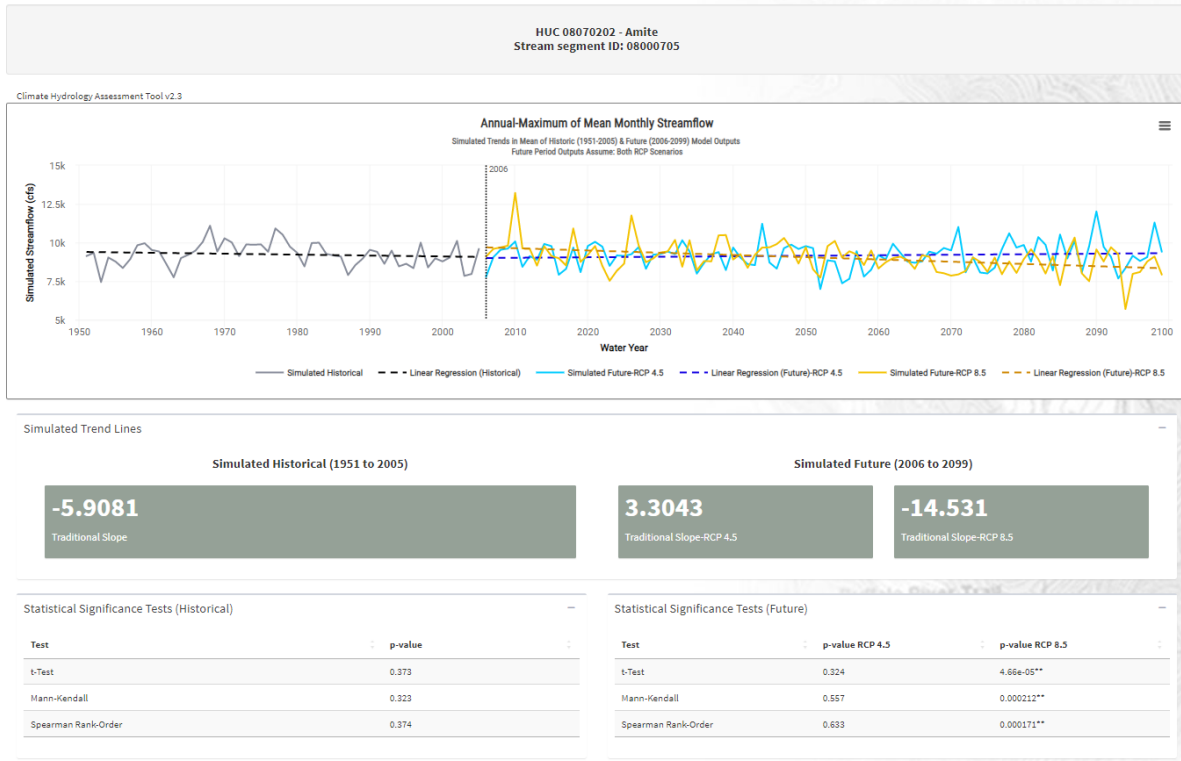 HUC 08070202 - Amite
Stream segment ID: 08000705
Climate Hydrology Assessment Tool v2.3
Annual-Maximum of Mean Monthly Streamflow
Simulated Trends in Mean of Historic (1951-2005) & Future (2006-2099) Model Outputs
Future Period Outputs Assume: Both RCP Scenarios
Simulated Streamflow (cfs)
15k
12.5k
10k
7.5k
5k
2006
1950 1960 1970 1980 1990 2000 2010 2020 2030 2040 2050 2060 2070 2080 2090 2100
Water Year
Simulated Historical Linear Regression (Historical) Simulated Future-RCP 4.5 Linear Regression (Future)-RCP 4.5 Simulated Future-RCP 8.5 Linear Regression (Future)-RCP 8.5
Simulated Trend Lines
Simulated Historical (1951 to 2005) Simulated Future (2006 to 2099)
-5.9081 3.3043 -14.531
Traditional Slope Traditional Slope-RCP 4.5 Traditional Slope-RCP 8.5
Statistical Significance Tests (Historical)
Test p-value
t-Test 0.373
Mann-Kendall 0.323
Spearman Rank-Order 0.374
Statistical Significance Tests (Future)
Test p-value RCP 4.5 p-value RCP 8.5
t-Test 0.324 4.66e-05**
Mann-Kendall 0.557 0.000212**
Spearman Rank-Order 0.633 0.000171**